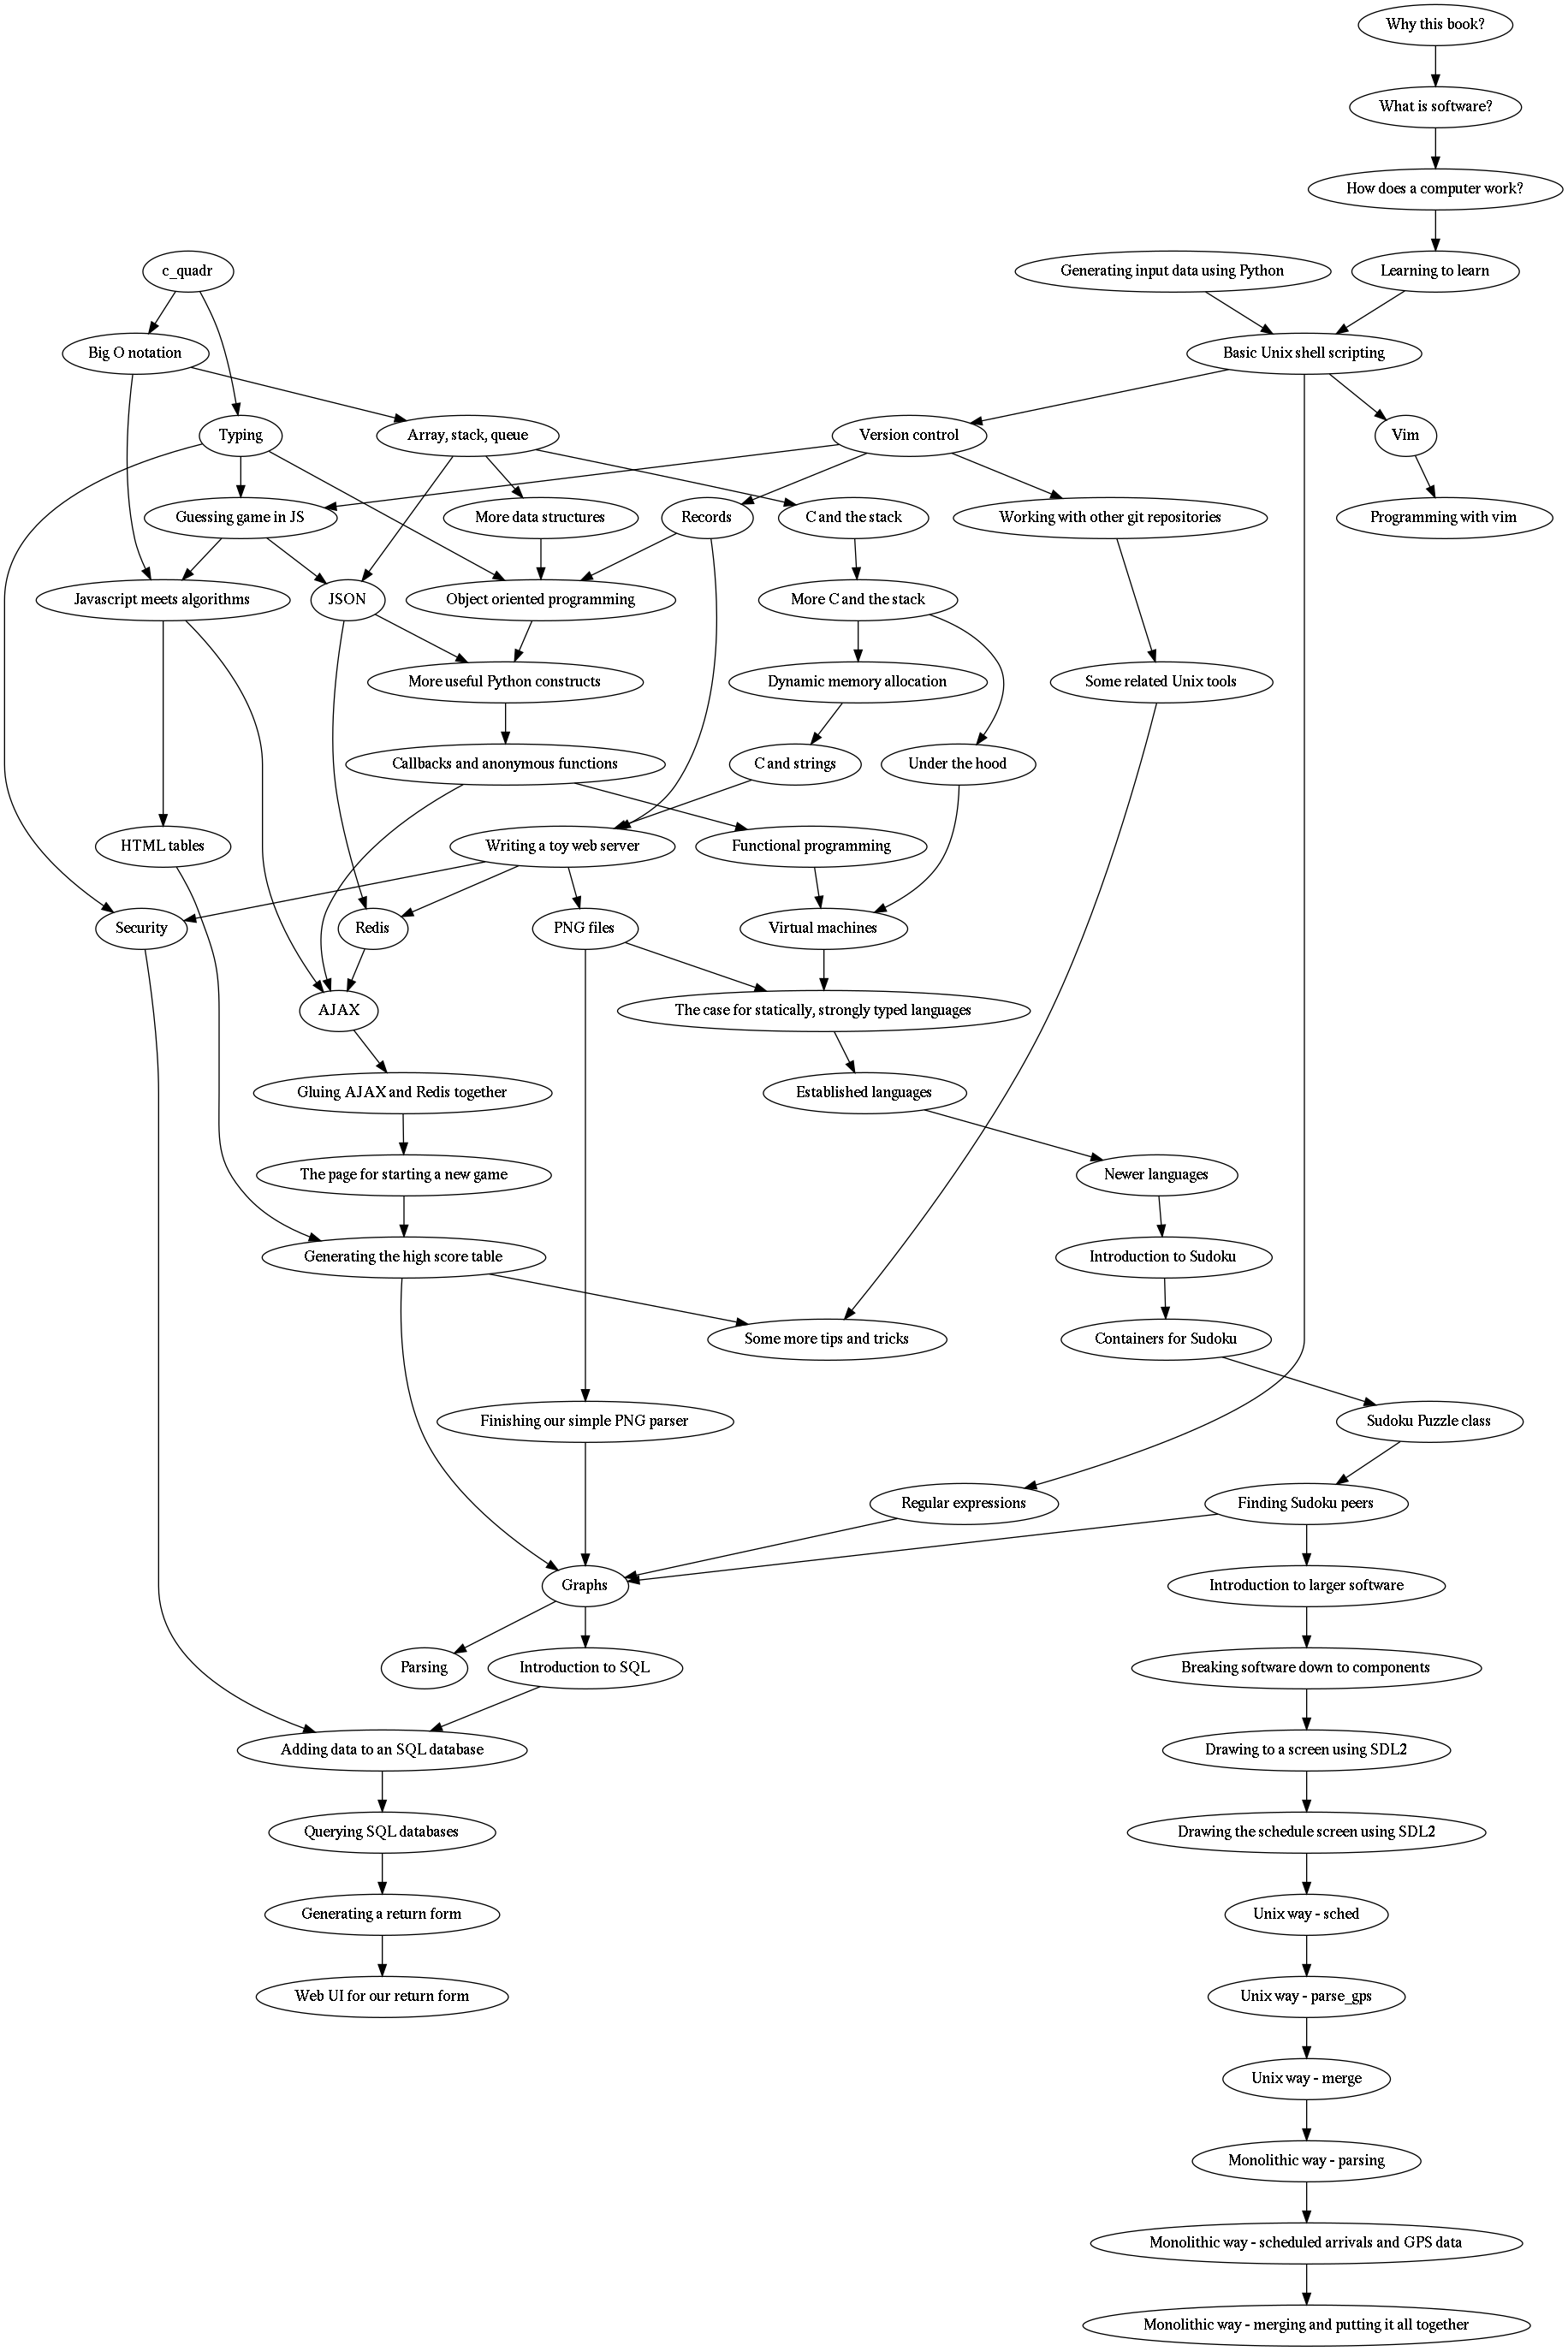 Why this book?
What is software?
How does a computer work?
c_quadr
Generating input data using Python
Learning to learn
Big O notation
Basic Unix shell scripting
Typing
Array, stack, queue
Version control
Vim
Guessing game in JS
More data structures
Records
C and the stack
Working with other git repositories
Programming with vim
Javascript meets algorithms
JSON
Object oriented programming
More C and the stack
More useful Python constructs
Dynamic memory allocation
Some related Unix tools
Callbacks and anonymous functions
C and strings
Under the hood
HTML tables
Writing a toy web server
Functional programming
Security
Redis
PNG files
Virtual machines
AJAX
The case for statically, strongly typed languages
Gluing AJAX and Redis together
Established languages
The page for starting a new game
Newer languages
Generating the high score table
Introduction to Sudoku
Some more tips and tricks
Containers for Sudoku
Finishing our simple PNG parser
Sudoku Puzzle class
Regular expressions
Finding Sudoku peers
Graphs
Introduction to larger software
Parsing
Introduction to SQL
Breaking software down to components
Adding data to an SQL database
Drawing to a screen using SDL2
Querying SQL databases
Drawing the schedule screen using SDL2
Generating a return form
Unix way - sched
Web UI for our return form
Unix way - parse_gps
Unix way - merge
Monolithic way - parsing
Monolithic way - scheduled arrivals and GPS data
Monolithic way - merging and putting it all together